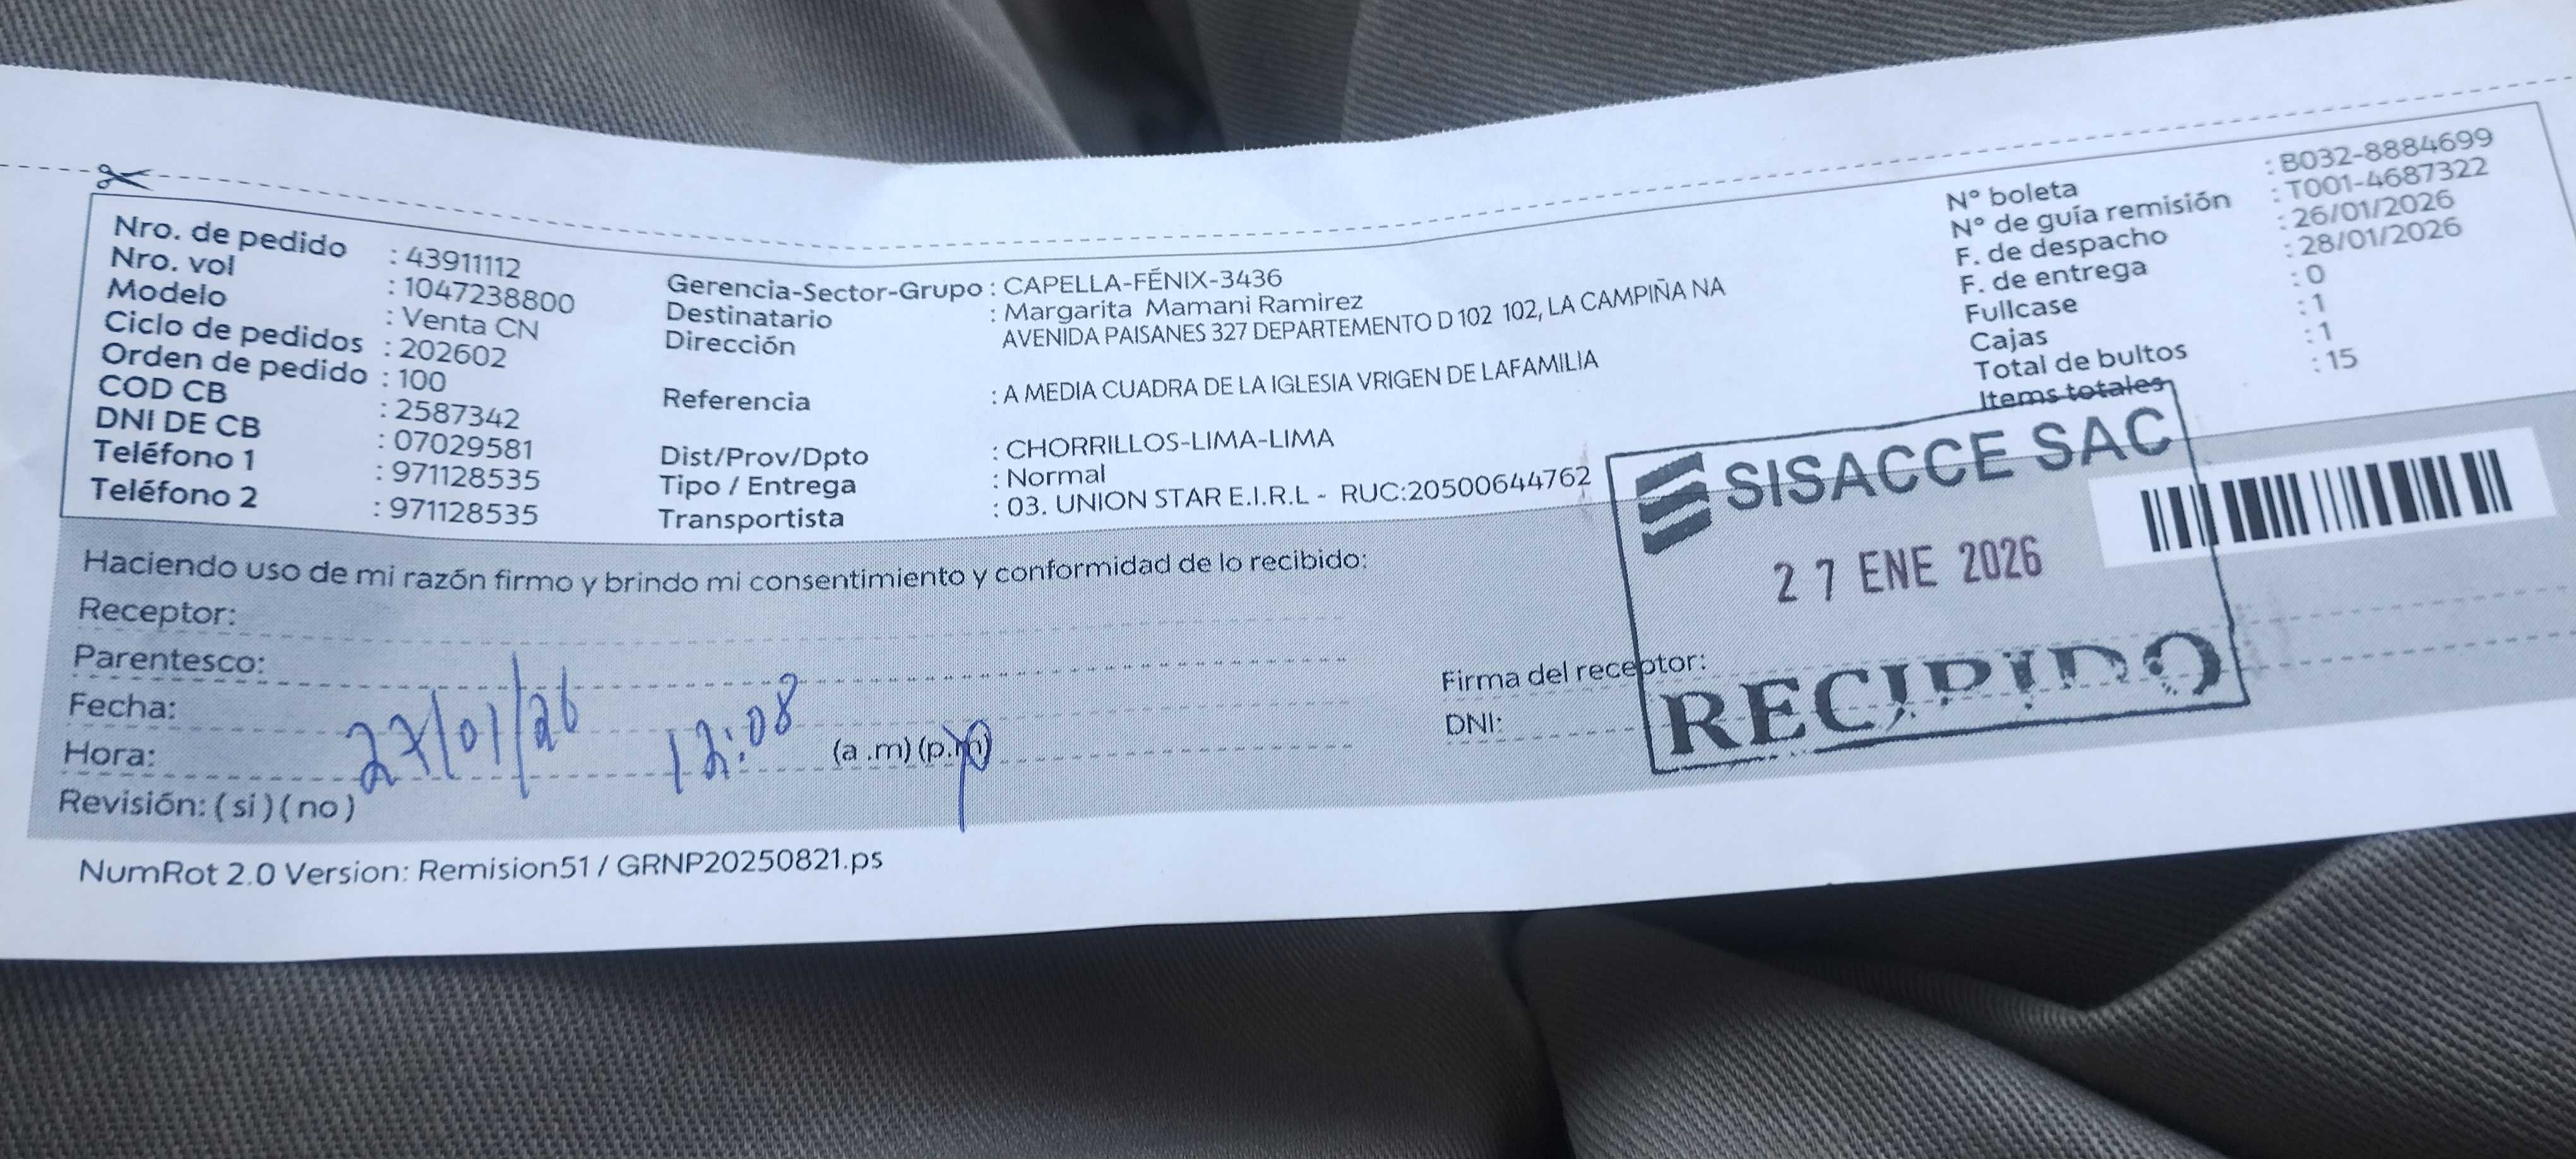 Nro. de pedido : 43911112
Nro. vol : 1047238800
Modelo : Venta CN
Ciclo de pedidos : 202602
Orden de pedido : 100
COD CB : 2587342
DNI DE CB : 07029581
Teléfono 1 : 971128535
Teléfono 2 : 971128535
Gerencia-Sector-Grupo : CAPELLA-FÉNIX-3436
Destinatario : Margarita Mamani Ramirez
Dirección AVENIDA PAISANES 327 DEPARTEMENTO D 102 102, LA CAMPIÑA NA
Referencia : A MEDIA CUADRA DE LA IGLESIA VRIGEN DE LAFAMILIA
Dist/Prov/Dpto : CHORRILLOS-LIMA-LIMA
Tipo / Entrega : Normal
Transportista : 03. UNION STAR E.I.R.L - RUC:20500644762
N° boleta : B032-8884699
N° de guía remisión : T001-4687322
F. de despacho : 26/01/2026
F. de entrega : 28/01/2026
Fullcase : 0
Cajas : 1
Total de bultos : 1
Items totales : 15
SISACCE SAC
27 ENE 2026
RECIBIDO
Haciendo uso de mi razón firmo y brindo mi consentimiento y conformidad de lo recibido:
Receptor:
Parentesco:
Fecha: 27/01/26
Hora: 12:08 (a .m) (p.m)
Revisión: ( si ) ( no )
Firma del receptor:
DNI:
NumRot 2.0 Version: Remision51 / GRNP20250821.ps